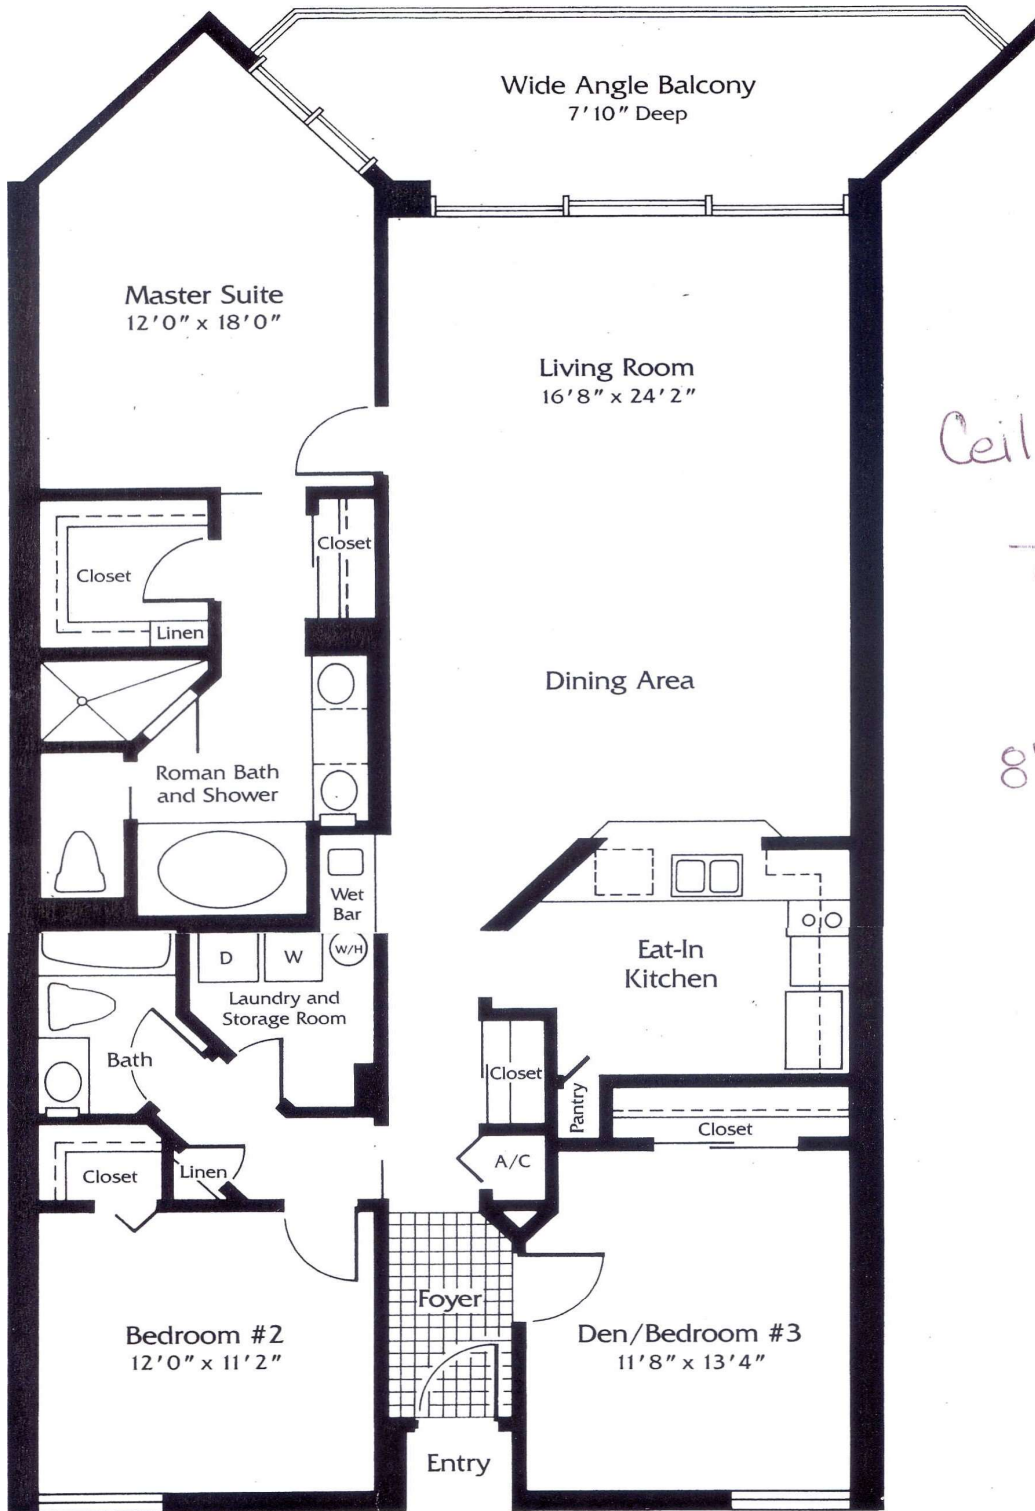 Wide Angle Balcony
7'10" Deep
Master Suite
12'0" x 18'0"
Living Room
16'8" x 24'2"
Ceil
Closet
Closet
Linen
Dining Area
Roman Bath
and Shower
Wet
Bar
W/H
D
W
Eat-In
Kitchen
Laundry and
Storage Room
Bath
Closet
Pantry
Closet
A/C
Closet
Linen
Foyer
Bedroom #2
12'0" x 11'2"
Den/Bedroom #3
11'8" x 13'4"
Entry